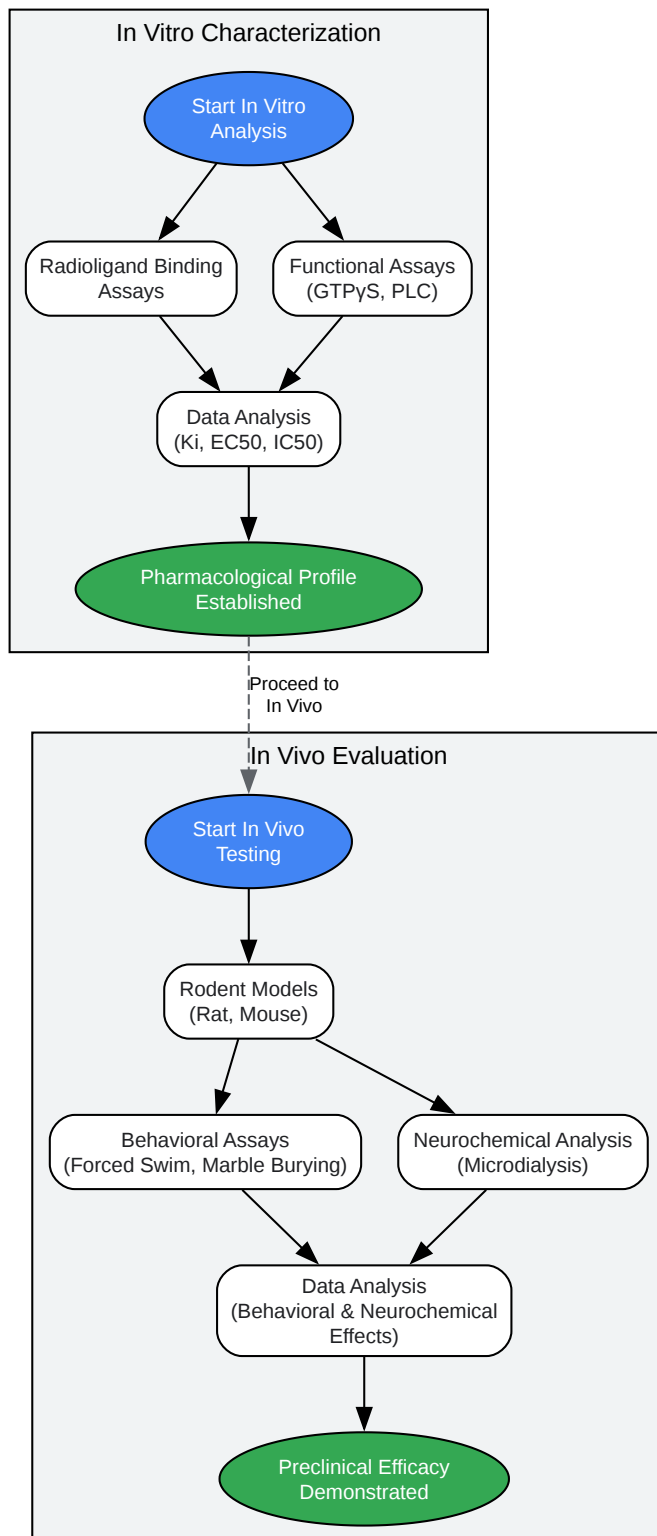 In Vitro Characterization
Start In Vitro
Analysis
Radioligand Binding
Assays
Functional Assays
(GTPγS, PLC)
Data Analysis
(Ki, EC50, IC50)
Pharmacological Profile
Established
Proceed to
In Vivo
In Vivo Evaluation
Start In Vivo
Testing
Rodent Models
(Rat, Mouse)
Behavioral Assays
(Forced Swim, Marble Burying)
Neurochemical Analysis
(Microdialysis)
Data Analysis
(Behavioral & Neurochemical
Effects)
Preclinical Efficacy
Demonstrated